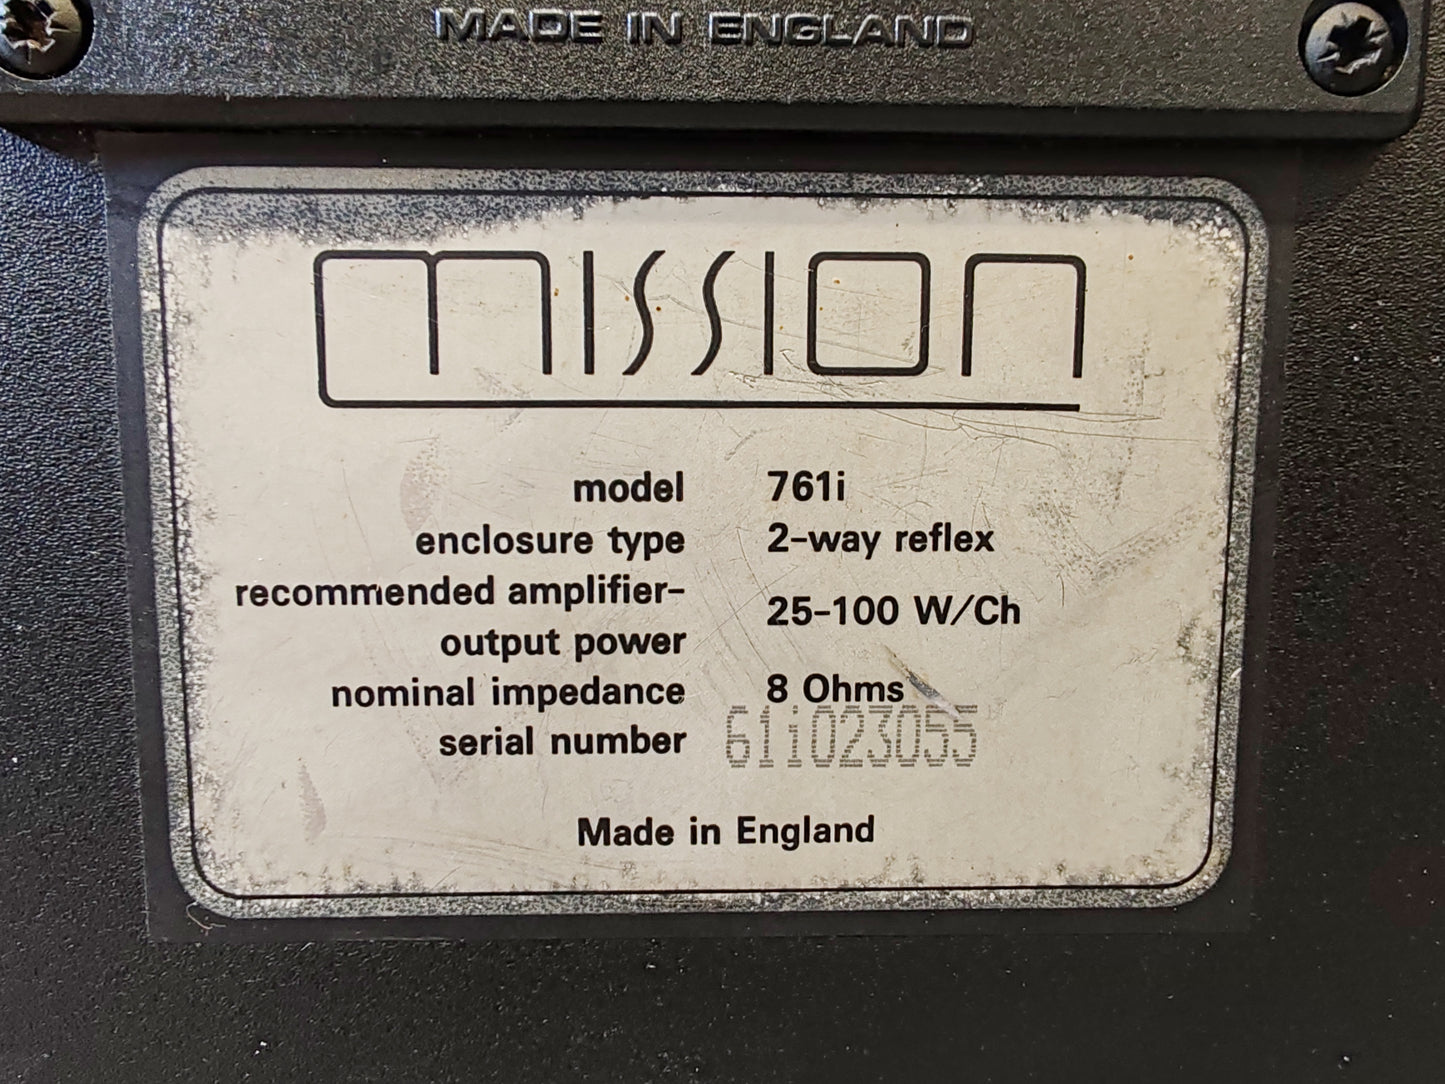 MADE IN ENGLAND
mission
model 761i
enclosure type 2-way reflex
recommended amplifier-
output power 25-100 W/Ch
nominal impedance 8 Ohms
serial number 61i023055
Made in England